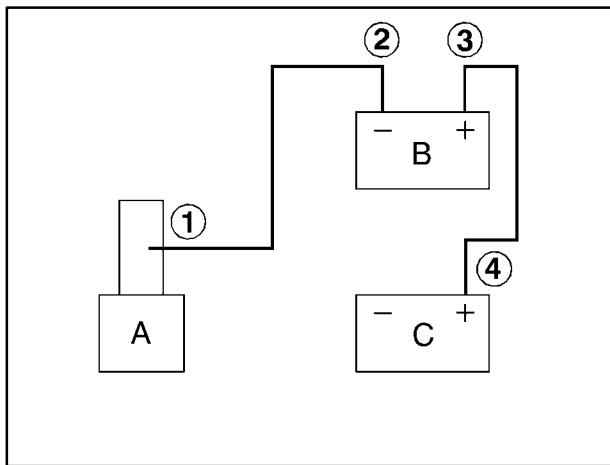 ② ③
− +
B
①
④
A
− +
C